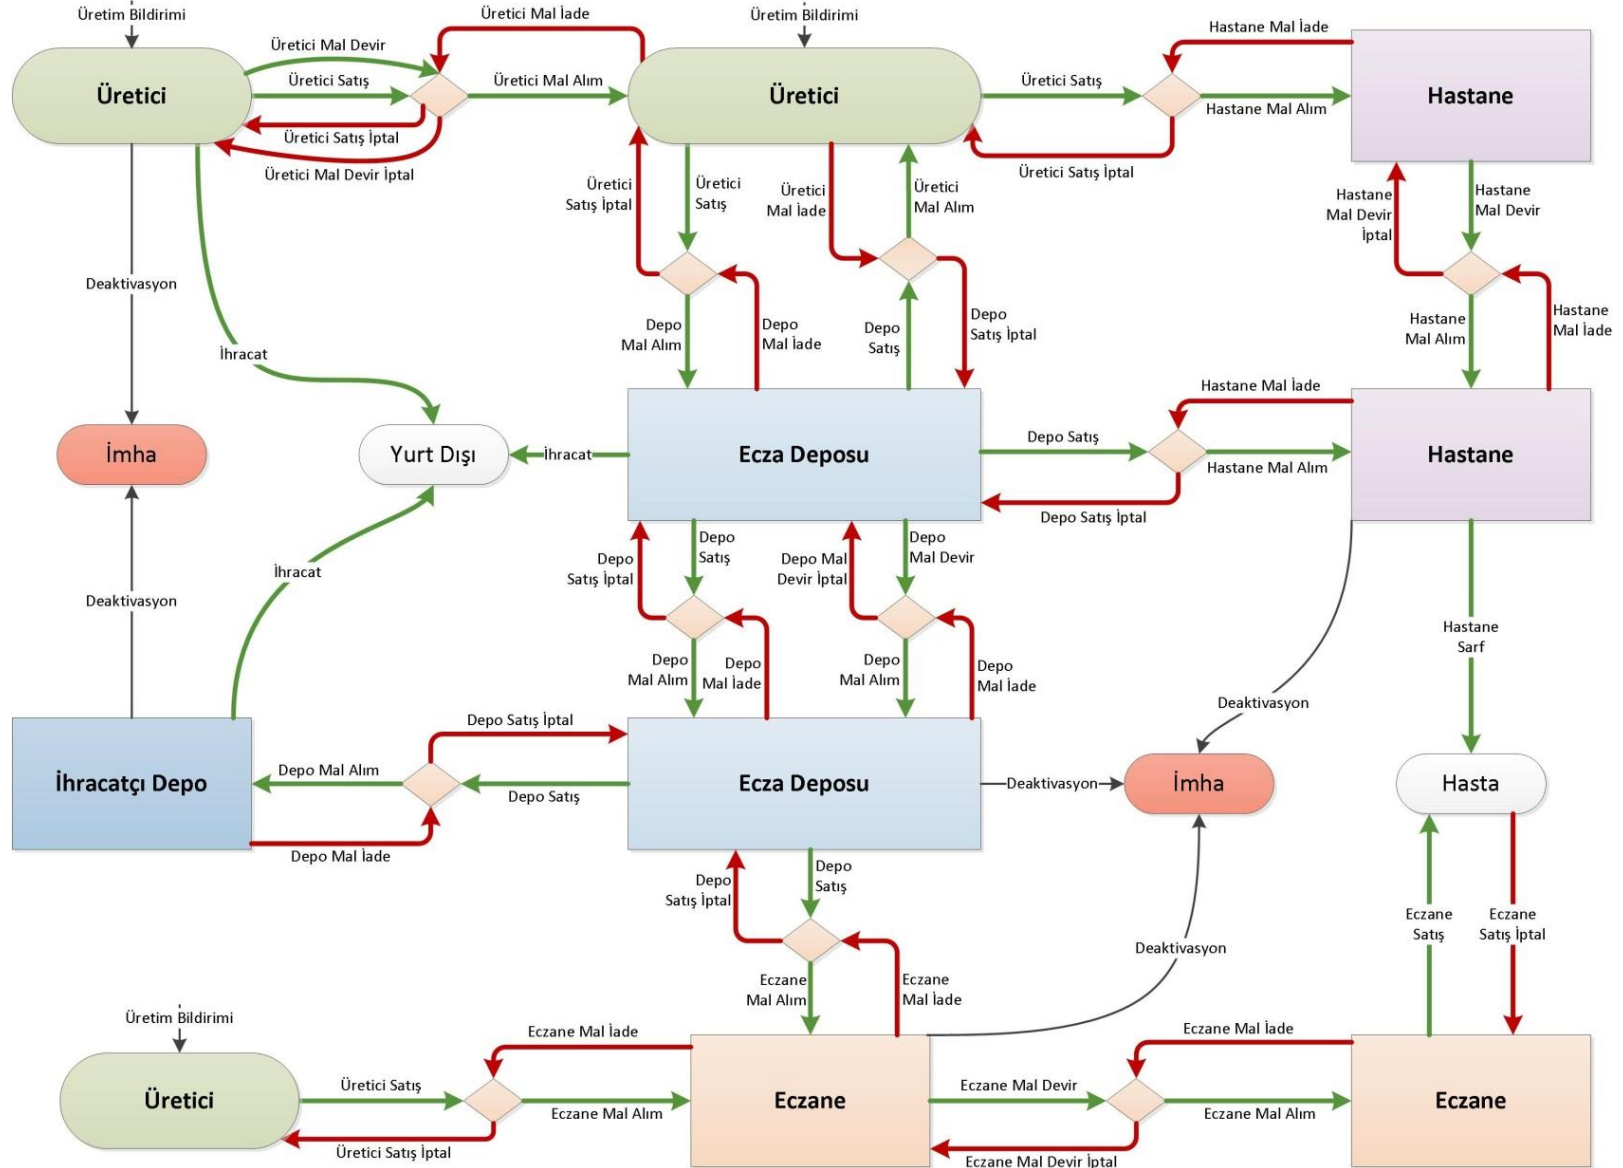 Üretim Bildirimi
Üretici Mal İade
Üretim Bildirimi
Hastane Mal İade
Üretici Mal Devir
Üretici Satış
Üretici Mal Alım
Üretici Satış
Hastane Mal Alım
Üretici
Üretici
Hastane
Üretici Satış İptal
Üretici Mal Devir İptal
Üretici Satış İptal
Üretici
Satış İptal
Üretici
Satış
Üretici
Mal İade
Üretici
Mal Alım
Hastane
Mal Devir
İptal
Hastane
Mal Devir
Deaktivasyon
İhracat
Depo
Mal Alım
Depo
Mal İade
Depo
Satış
Depo
Satış İptal
Hastane
Mal Alım
Hastane
Mal İade
Hastane Mal İade
İmha
Yurt Dışı
İhracat
Ecza Deposu
Depo Satış
Hastane Mal Alım
Hastane
Depo Satış İptal
Depo
Satış İptal
Depo
Satış
Depo Mal
Devir İptal
Depo
Mal Devir
İhracat
Deaktivasyon
Hastane
Sarf
Depo
Mal Alım
Depo
Mal İade
Depo
Mal Alım
Depo
Mal İade
Deaktivasyon
Depo Satış İptal
Depo Mal Alım
Depo Satış
İhracatçı Depo
Ecza Deposu
Deaktivasyon
İmha
Hasta
Depo Mal İade
Depo
Satış İptal
Depo
Satış
Eczane
Satış
Eczane
Satış İptal
Deaktivasyon
Eczane
Mal Alım
Eczane
Mal İade
Üretim Bildirimi
Eczane Mal İade
Eczane Mal İade
Üretici
Üretici Satış
Eczane Mal Alım
Eczane
Eczane Mal Devir
Eczane Mal Alım
Eczane
Üretici Satış İptal
Eczane Mal Devir İptal